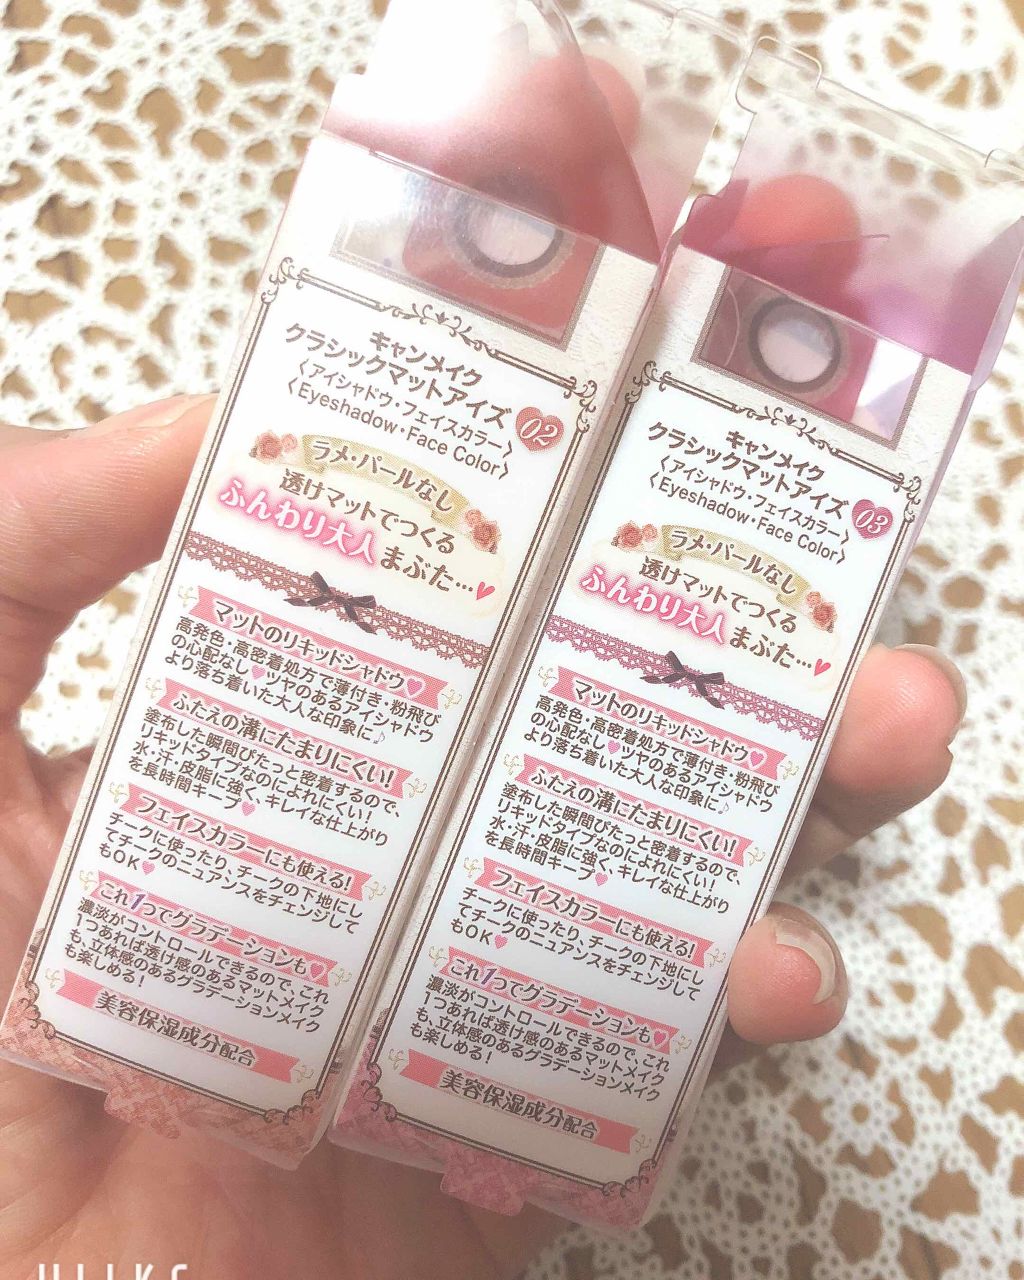 キャンメイク
クラシックマットアイズ
〈アイシャドウ・フェイスカラー〉
〈Eyeshadow・Face Color〉
02
ラメ・パールなし
透けマットでつくる
ふんわり大人まぶた…♥
マットのリキッドシャドウ♥
高発色・高密着処方で薄付き・粉飛び
の心配なし♥ツヤのあるアイシャドウ
より落ち着いた大人な印象に♪
ふたえの溝にたまりにくい!
塗布した瞬間ぴたっと密着するので、
リキッドタイプなのによれにくい!
水・汗・皮脂に強く、キレイな仕上がり
を長時間キープ♥
フェイスカラーにも使える!
チークに使ったり、チークの下地にし
てチークのニュアンスをチェンジして
もOK♥
これ1つでグラデーションも♥
濃淡がコントロールできるので、これ
1つあれば透け感のあるマットメイク
も、立体感のあるグラデーションメイク
も楽しめる!
美容保湿成分配合
キャンメイク
クラシックマットアイズ
〈アイシャドウ・フェイスカラー〉
〈Eyeshadow・Face Color〉
03
ラメ・パールなし
透けマットでつくる
ふんわり大人まぶた…♥
マットのリキッドシャドウ♥
高発色・高密着処方で薄付き・粉飛び
の心配なし♥ツヤのあるアイシャドウ
より落ち着いた大人な印象に♪
ふたえの溝にたまりにくい!
塗布した瞬間ぴたっと密着するので、
リキッドタイプなのによれにくい!
水・汗・皮脂に強く、キレイな仕上がり
を長時間キープ♥
フェイスカラーにも使える!
チークに使ったり、チークの下地にし
てチークのニュアンスをチェンジして
もOK♥
これ1つでグラデーションも♥
濃淡がコントロールできるので、これ
1つあれば透け感のあるマットメイク
も、立体感のあるグラデーションメイク
も楽しめる!
美容保湿成分配合